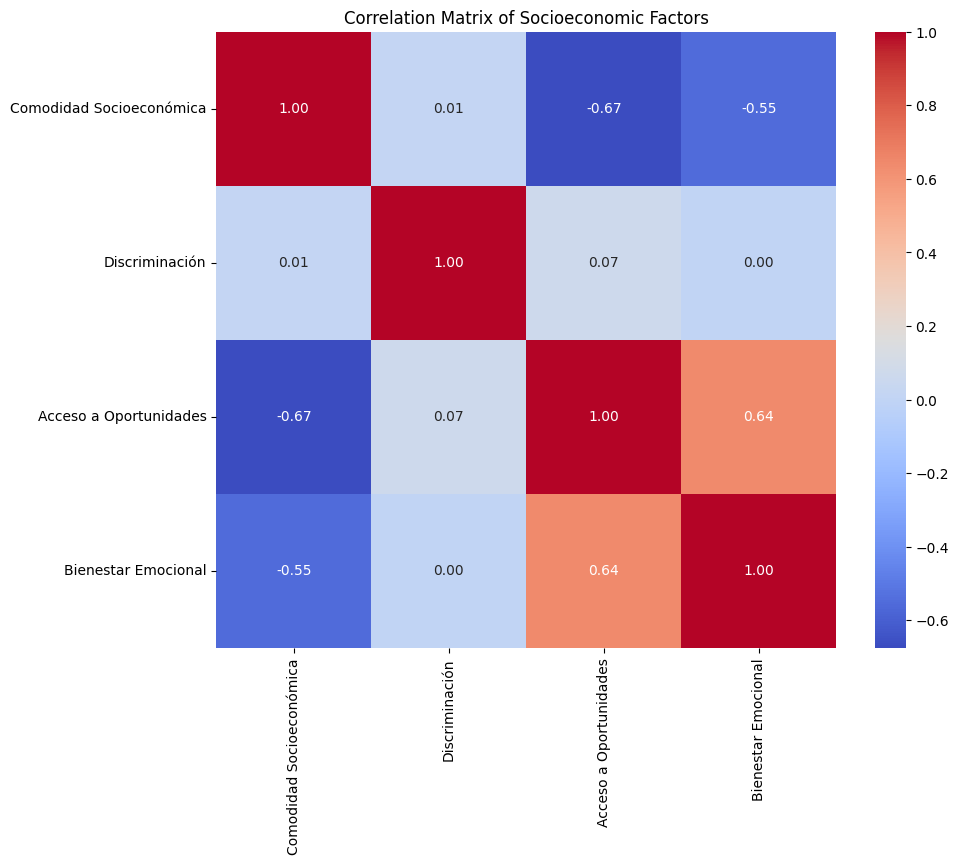 Correlation Matrix of Socioeconomic Factors
Comodidad Socioeconómica
1.00 0.01 -0.67 -0.55
Discriminación
0.01 1.00 0.07 0.00
Acceso a Oportunidades
-0.67 0.07 1.00 0.64
Bienestar Emocional
-0.55 0.00 0.64 1.00
Comodidad Socioeconómica
Discriminación
Acceso a Oportunidades
Bienestar Emocional
1.0
0.8
0.6
0.4
0.2
0.0
−0.2
−0.4
−0.6